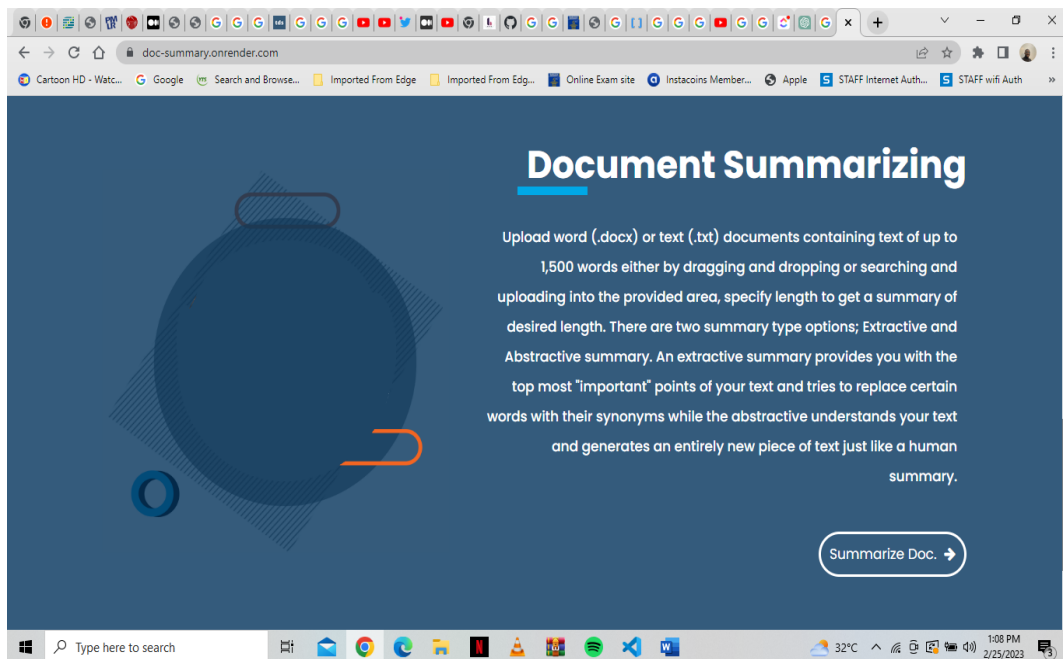 doc-summary.onrender.com
Cartoon HD - Watc... Google Search and Browse... Imported From Edge Imported From Edg... Online Exam site Instacoins Member... Apple STAFF Internet Auth... STAFF wifi Auth »
Document Summarizing
Upload word (.docx) or text (.txt) documents containing text of up to
1,500 words either by dragging and dropping or searching and
uploading into the provided area, specify length to get a summary of
desired length. There are two summary type options; Extractive and
Abstractive summary. An extractive summary provides you with the
top most "important" points of your text and tries to replace certain
words with their synonyms while the abstractive understands your text
and generates an entirely new piece of text just like a human
summary.
Summarize Doc.
Type here to search
32°C
1:08 PM
2/25/2023